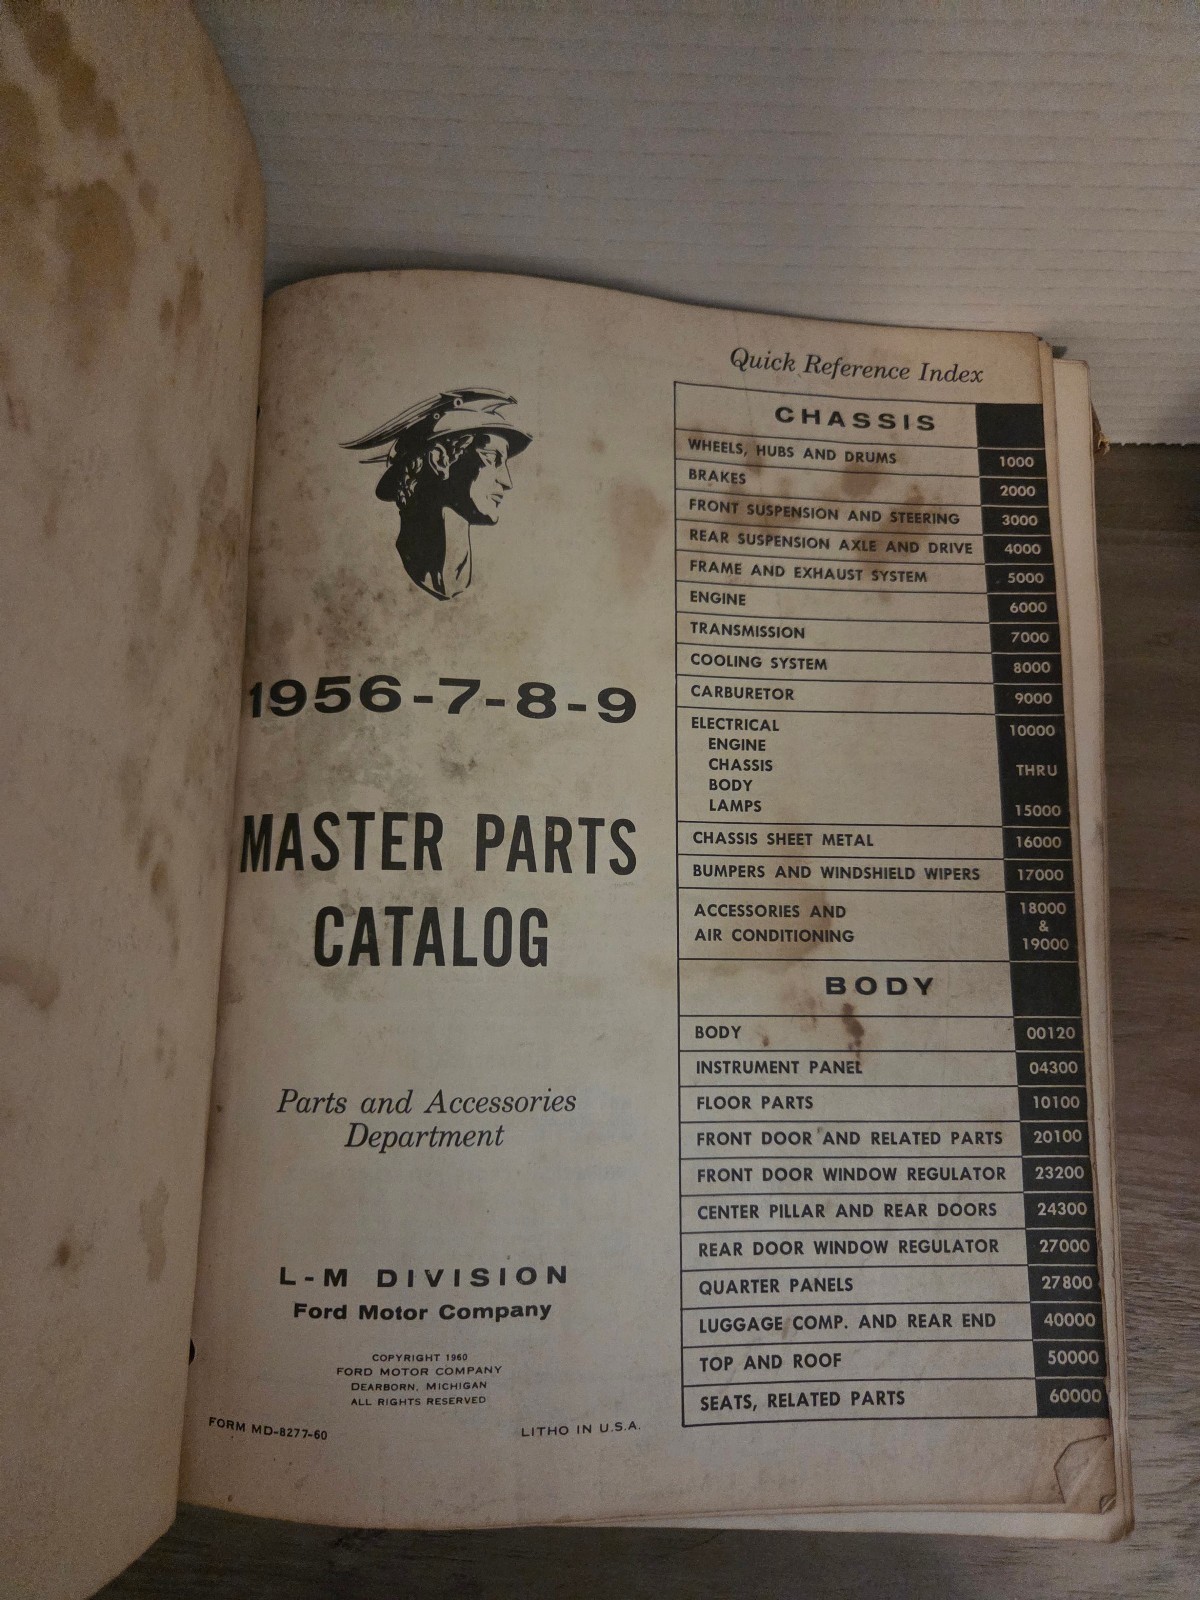 1956-7-8-9
MASTER PARTS
CATALOG
Parts and Accessories
Department
L-M DIVISION
Ford Motor Company
COPYRIGHT 1960
FORD MOTOR COMPANY
DEARBORN, MICHIGAN
ALL RIGHTS RESERVED
FORM MD-8277-60
LITHO IN U.S.A.
Quick Reference Index
CHASSIS
WHEELS, HUBS AND DRUMS 1000
BRAKES 2000
FRONT SUSPENSION AND STEERING 3000
REAR SUSPENSION AXLE AND DRIVE 4000
FRAME AND EXHAUST SYSTEM 5000
ENGINE 6000
TRANSMISSION 7000
COOLING SYSTEM 8000
CARBURETOR 9000
ELECTRICAL 10000
ENGINE
CHASSIS THRU
BODY
LAMPS 15000
CHASSIS SHEET METAL 16000
BUMPERS AND WINDSHIELD WIPERS 17000
ACCESSORIES AND 18000
&
AIR CONDITIONING 19000
BODY
BODY 00120
INSTRUMENT PANEL 04300
FLOOR PARTS 10100
FRONT DOOR AND RELATED PARTS 20100
FRONT DOOR WINDOW REGULATOR 23200
CENTER PILLAR AND REAR DOORS 24300
REAR DOOR WINDOW REGULATOR 27000
QUARTER PANELS 27800
LUGGAGE COMP. AND REAR END 40000
TOP AND ROOF 50000
SEATS, RELATED PARTS 60000